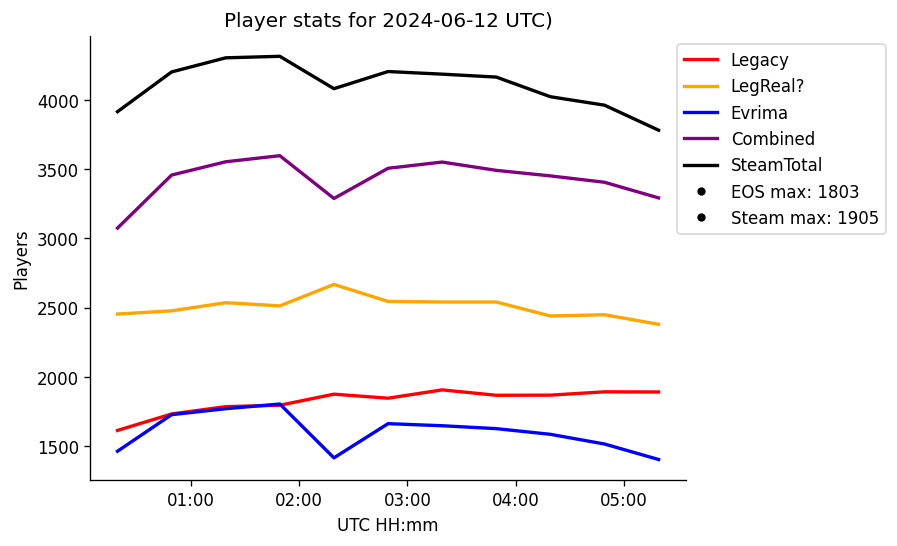 Player stats for 2024-06-12 UTC)
Legacy
LegReal?
Evrima
Combined
SteamTotal
EOS max: 1803
Steam max: 1905
Players
4000
3500
3000
2500
2000
1500
01:00 02:00 03:00 04:00 05:00
UTC HH:mm